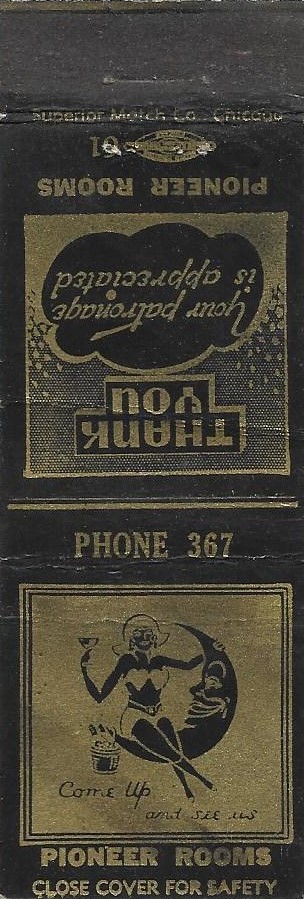 Superior Match Co. Chicago
61
PIONEER ROOMS
Your patronage
is appreciated
THANK
YOU
PHONE 367
Come Up
and see us
PIONEER ROOMS
CLOSE COVER FOR SAFETY